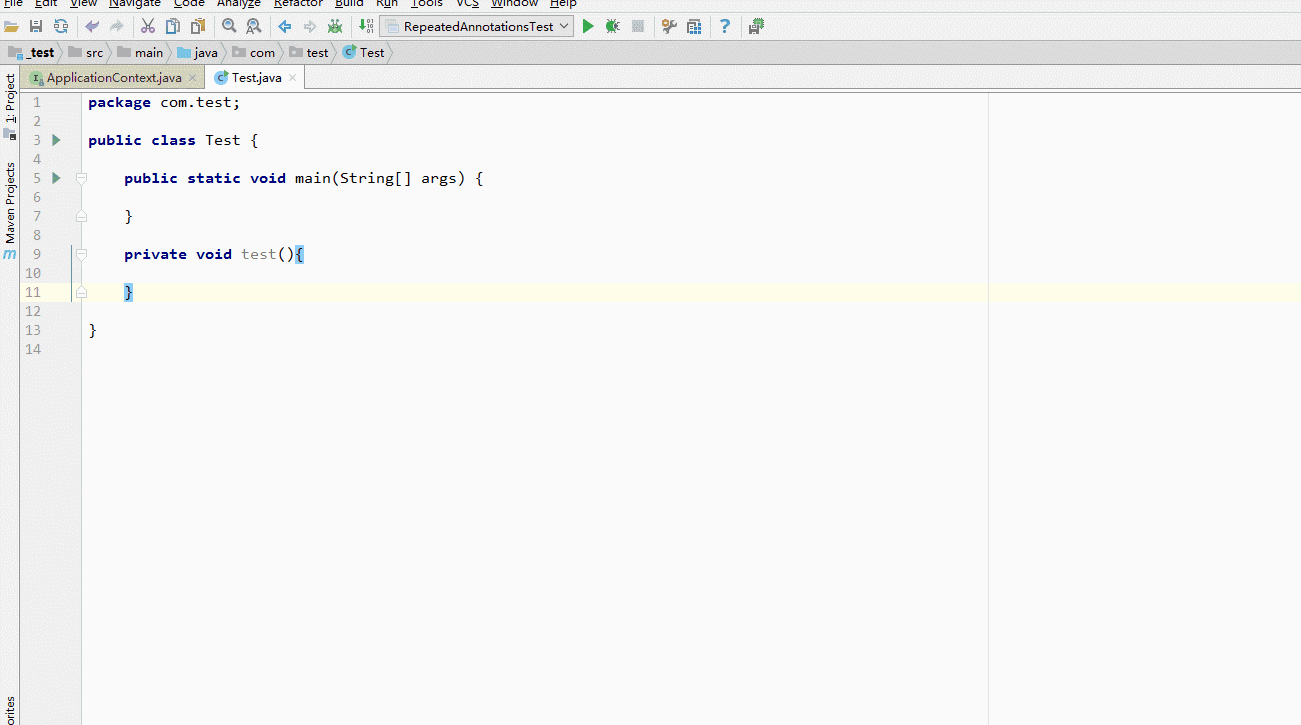 File Edit View Navigate Code Analyze Refactor Build Run Tools VCS Window Help
RepeatedAnnotationsTest
_test src main java com test Test
ApplicationContext.java Test.java
1: Project
Maven Projects
1 package com.test;
2
3 public class Test {
4
5     public static void main(String[] args) {
6
7     }
8
9     private void test(){
10
11     }
12
13 }
14